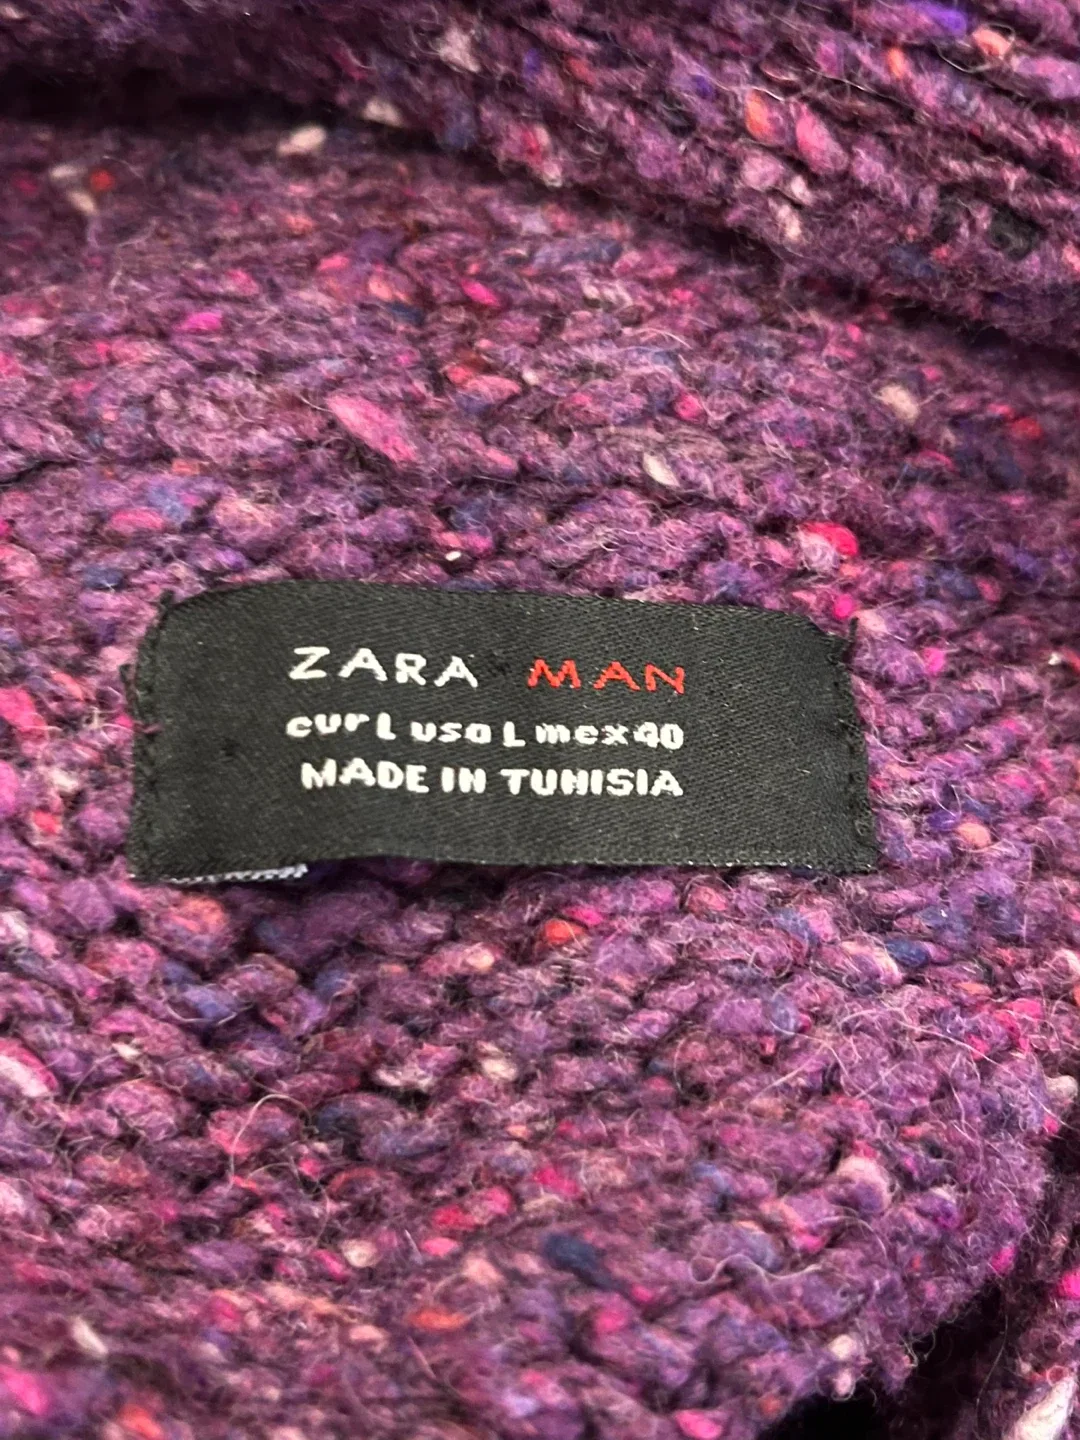 ZARA MAN
eur L usa L mex 40
MADE IN TUNISIA